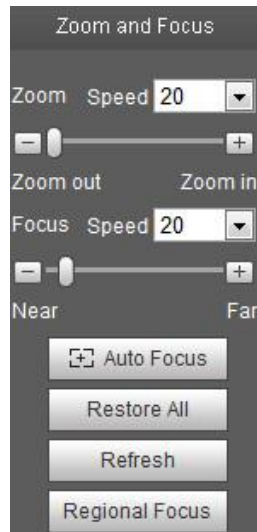 Zoom and Focus
Zoom Speed 20
Zoom out Zoom in
Focus Speed 20
Near Far
Auto Focus
Restore All
Refresh
Regional Focus